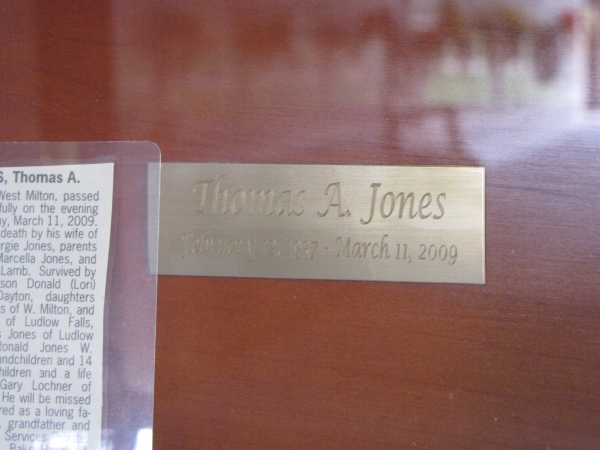 S, Thomas A.
West Milton, passed
fully on the evening
y, March 11, 2009.
death by his wife of
rgie Jones, parents
Marcella Jones, and
Lamb. Survived by
son Donald (Lori)
Dayton, daughters
s of W. Milton, and
of Ludlow Falls,
s Jones of Ludlow
Ronald Jones W.
andchildren and 14
hildren and a life
Gary Lochner of
He will be missed
red as a loving fa-
, grandfather and
Services
Thomas A. Jones
- March 11, 2009